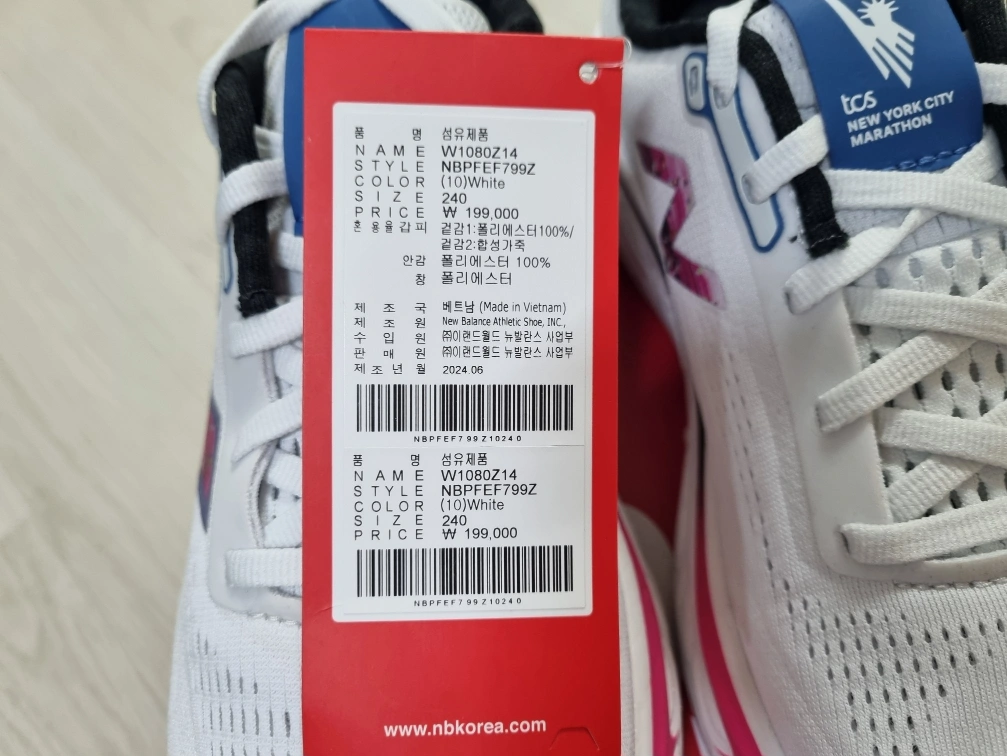 품 명 섬유제품
NAME W1080Z14
STYLE NBPFEF799Z
COLOR (10)White
SIZE 240
PRICE ₩ 199,000
혼용율갑피 겉감1:폴리에스터100%/
겉감2:합성가죽
안감 폴리에스터 100%
창 폴리에스터
제 조 국 베트남 (Made in Vietnam)
제 조 원 New Balance Athletic Shoe, INC.,
수 입 원 ㈜이랜드월드 뉴발란스 사업부
판 매 원 ㈜이랜드월드 뉴발란스 사업부
제조년월 2024.06
NBPFEF799Z10240
품 명 섬유제품
NAME W1080Z14
STYLE NBPFEF799Z
COLOR (10)White
SIZE 240
PRICE ₩ 199,000
NBPFEF799Z10240
www.nbkorea.com
tcs
NEW YORK CITY
MARATHON